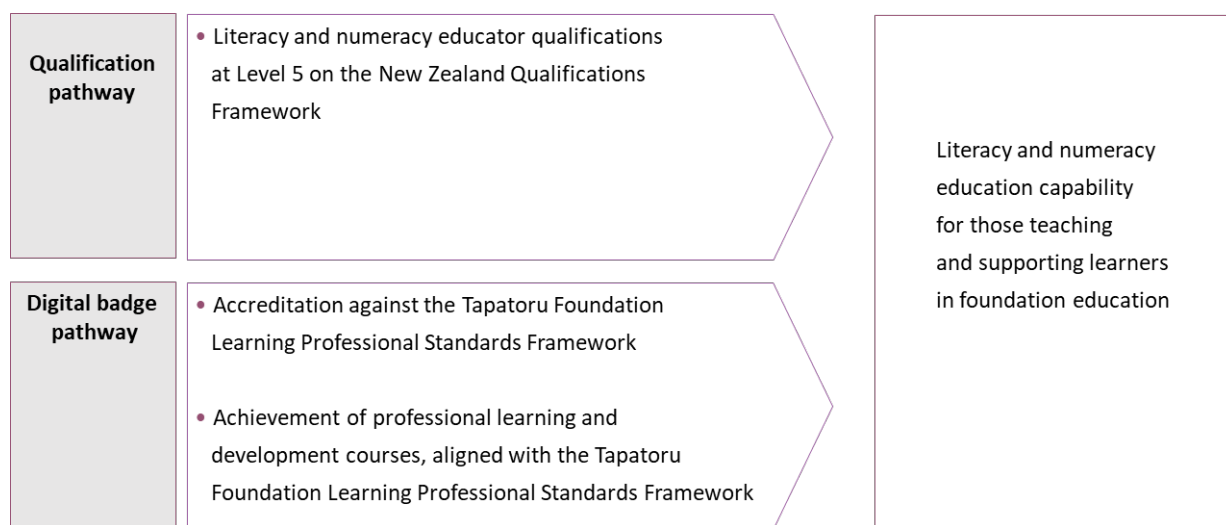 Qualification
pathway
• Literacy and numeracy educator qualifications
at Level 5 on the New Zealand Qualifications
Framework
Digital badge
pathway
• Accreditation against the Tapatoru Foundation
Learning Professional Standards Framework
• Achievement of professional learning and
development courses, aligned with the Tapatoru
Foundation Learning Professional Standards Framework
Literacy and numeracy
education capability
for those teaching
and supporting learners
in foundation education